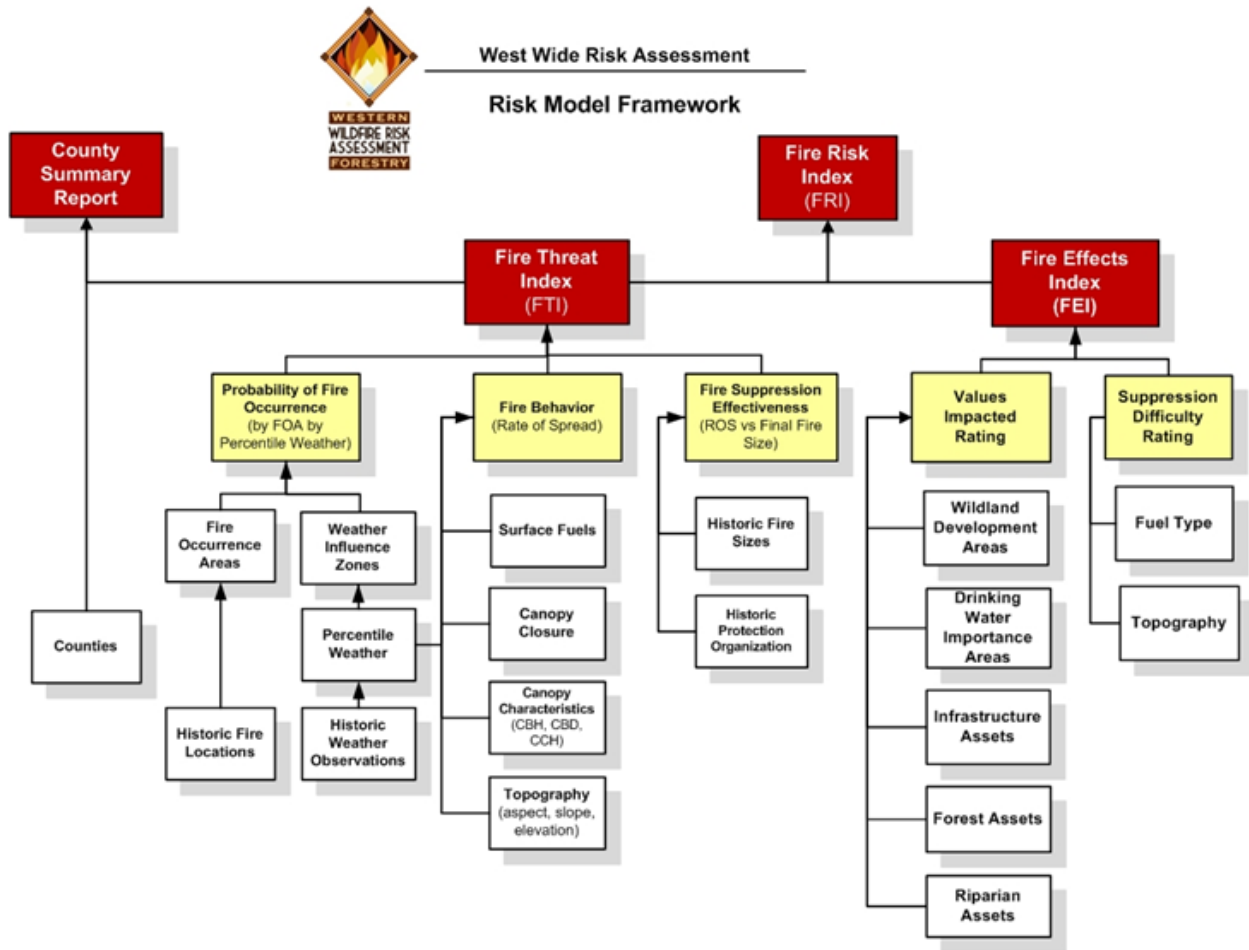 West Wide Risk Assessment
Risk Model Framework
WESTERN
WILDFIRE RISK
ASSESSMENT
FORESTRY
County
Summary
Report
Fire Risk
Index
(FRI)
Fire Threat
Index
(FTI)
Fire Effects
Index
(FEI)
Probability of Fire
Occurrence
(by FOA by
Percentile Weather)
Fire Behavior
(Rate of Spread)
Fire Suppression
Effectiveness
(ROS vs Final Fire
Size)
Values
Impacted
Rating
Suppression
Difficulty
Rating
Fire
Occurrence
Areas
Weather
Influence
Zones
Surface Fuels
Historic Fire
Sizes
Wildland
Development
Areas
Fuel Type
Counties
Percentile
Weather
Canopy
Closure
Historic
Protection
Organization
Drinking
Water
Importance
Areas
Topography
Historic Fire
Locations
Historic
Weather
Observations
Canopy
Characteristics
(CBH, CBD,
CCH)
Infrastructure
Assets
Topography
(aspect, slope,
elevation)
Forest Assets
Riparian
Assets